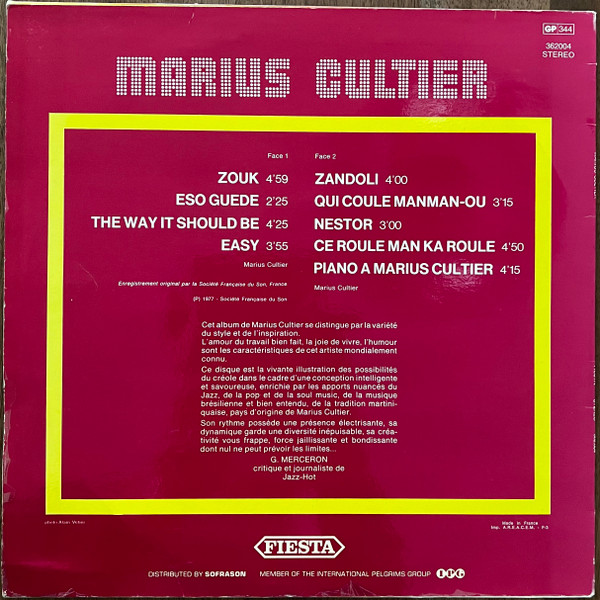 GP 344
362004
STEREO
MARIUS CULTIER
Face 1
ZOUK 4'59
ESO GUEDE 2'25
THE WAY IT SHOULD BE 4'25
EASY 3'55
Marius Cultier
Enregistrement original par la Société Française du Son, France
(P) 1977 - Société Française du Son
Face 2
ZANDOLI 4'00
QUI COULE MANMAN-OU 3'15
NESTOR 3'00
CE ROULE MAN KA ROULE 4'50
PIANO A MARIUS CULTIER 4'15
Marius Cultier
Cet album de Marius Cultier se distingue par la variété
du style et de l'inspiration.
L'amour du travail bien fait, la joie de vivre, l'humour
sont les caractéristiques de cet artiste mondialement
connu.
Ce disque est la vivante illustration des possibilités
du créole dans le cadre d'une conception intelligente
et savoureuse, enrichie par les apports nuancés du
Jazz, de la pop et de la soul music, de la musique
brésilienne et bien entendu, de la tradition martini-
quaise, pays d'origine de Marius Cultier.
Son rythme possède une présence électrisante, sa
dynamique garde une diversité inépuisable, sa créa-
tivité vous frappe, force jaillissante et bondissante
dont nul ne peut prévoir les limites...
G. MERCERON
critique et journaliste de
Jazz-Hot
Made in France
Imp. A.R.E.A.C.E.M. - P-S
FIESTA
DISTRIBUTED BY SOFRASON MEMBER OF THE INTERNATIONAL PELGRIMS GROUP IPG